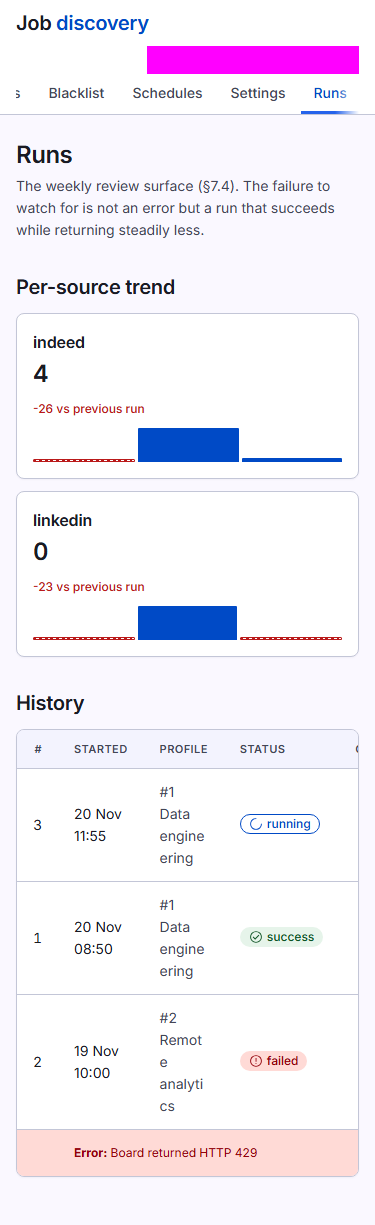 Job discovery
s Blacklist Schedules Settings Runs
Runs
The weekly review surface (§7.4). The failure to
watch for is not an error but a run that succeeds
while returning steadily less.
Per-source trend
indeed
4
-26 vs previous run
linkedin
0
-23 vs previous run
History
# STARTED PROFILE STATUS
3
20 Nov
11:55
#1
Data
engine
ering
running
1
20 Nov
08:50
#1
Data
engine
ering
success
2
19 Nov
10:00
#2
Remot
e
analyti
cs
failed
Error: Board returned HTTP 429